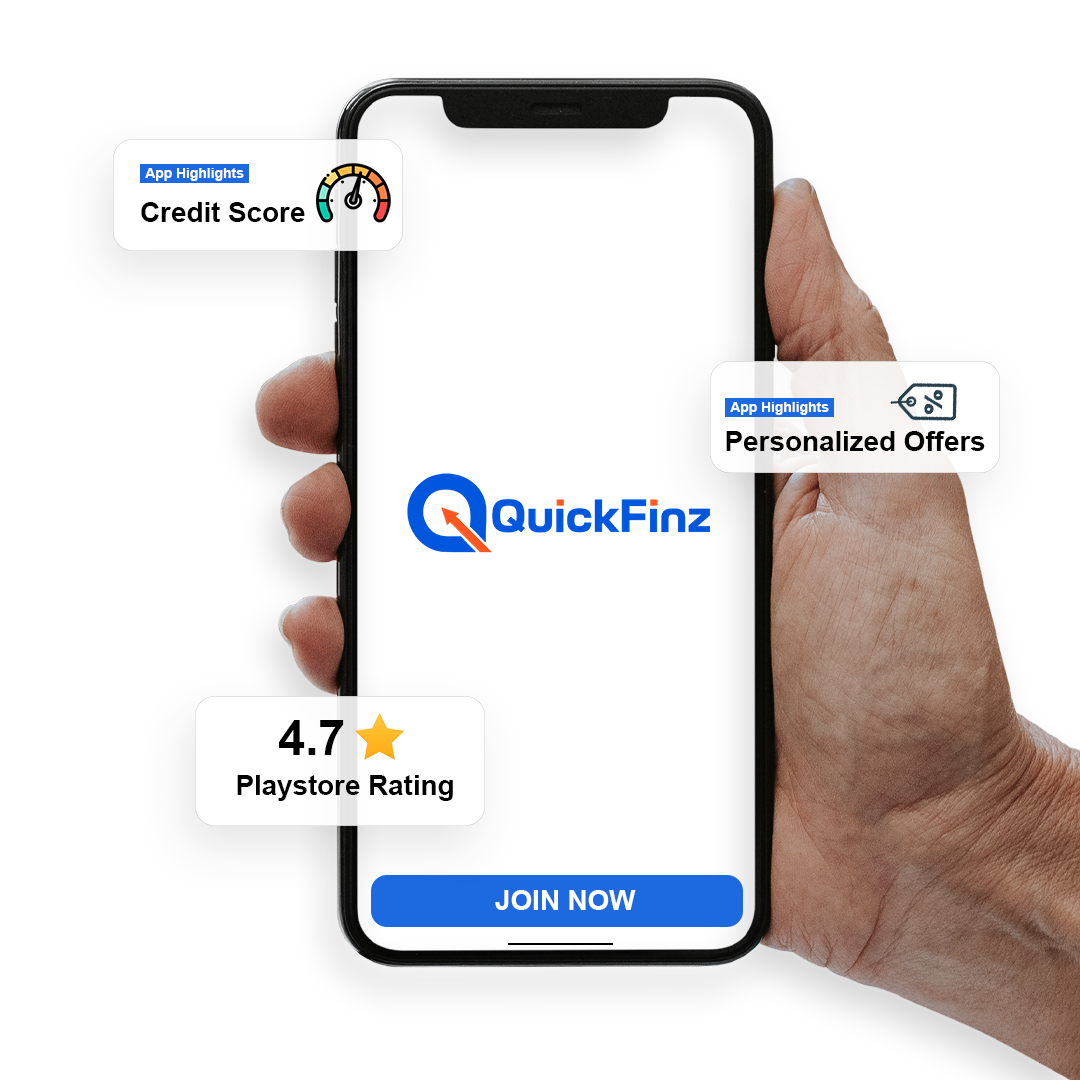 App Highlights
Credit Score
App Highlights
Personalized Offers
QuickFinz
4.7
Playstore Rating
JOIN NOW